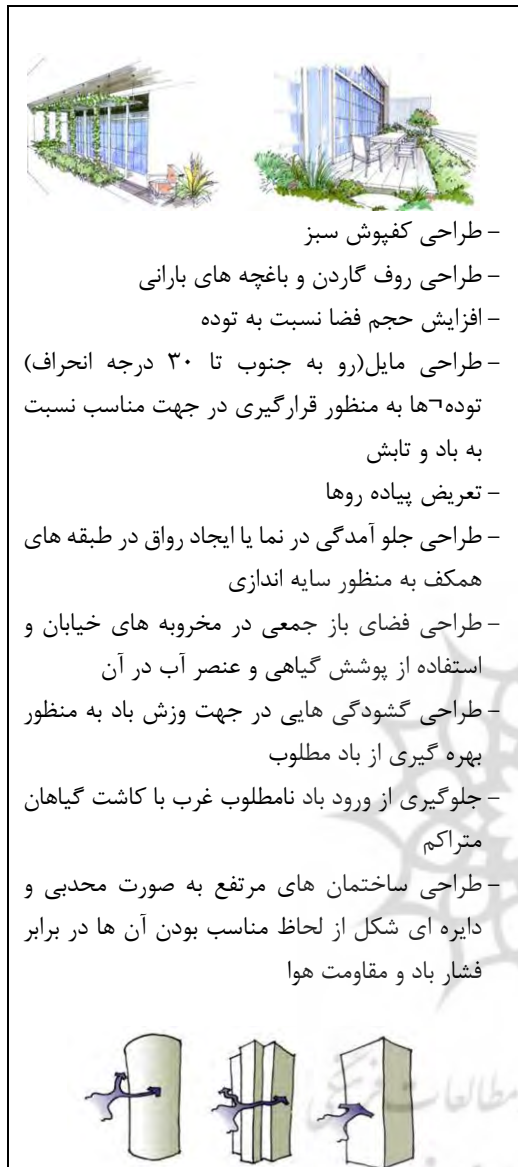 - طراحی کفپوش سبز
- طراحی روف گاردن و باغچه های بارانی
- افزایش حجم فضا نسبت به توده
- طراحی مایل(رو به جنوب تا ۳۰ درجه انحراف)
توده¬ها به منظور قرارگیری در جهت مناسب نسبت
به باد و تابش
- تعریض پیاده روها
- طراحی جلو آمدگی در نما یا ایجاد رواق در طبقه های
همکف به منظور سایه اندازی
- طراحی فضای باز جمعی در مخروبه های خیابان و
استفاده از پوشش گیاهی و عنصر آب در آن
- طراحی گشودگی هایی در جهت وزش باد به منظور
بهره گیری از باد مطلوب
- جلوگیری از ورود باد نامطلوب غرب با کاشت گیاهان
متراکم
- طراحی ساختمان های مرتفع به صورت محدبی و
دایره ای شکل از لحاظ مناسب بودن آن ها در برابر
فشار باد و مقاومت هوا
مطالعات فرهنگی